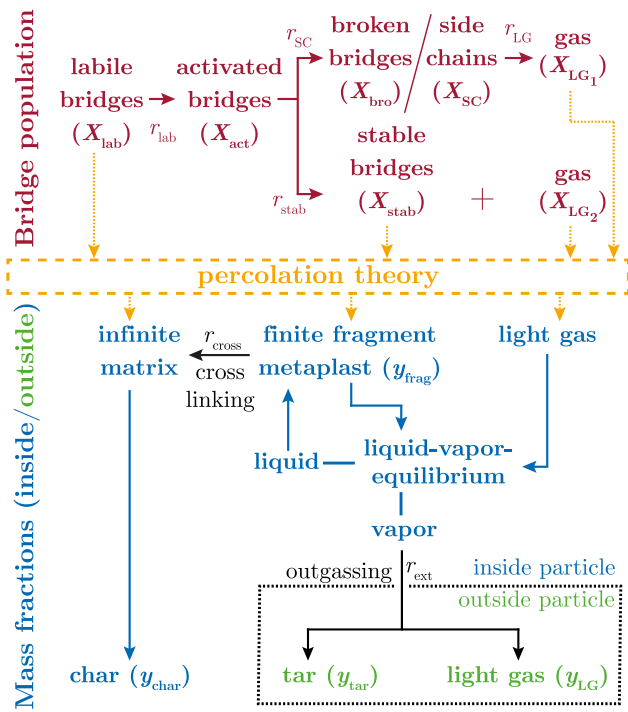 Bridge population
labile
bridges
(X_lab)
r_lab
activated
bridges
(X_act)
r_SC
broken
bridges
(X_bro)
/
side
chains
(X_SC)
r_LG
gas
(X_LG₁)
r_stab
stable
bridges
(X_stab)
+
gas
(X_LG₂)
percolation theory
Mass fractions (inside/outside)
infinite
matrix
r_cross
cross
linking
finite fragment
metaplast (y_frag)
light gas
liquid
liquid-vapor-
equilibrium
vapor
outgassing
r_ext
inside particle
outside particle
char (y_char)
tar (y_tar)
light gas (y_LG)